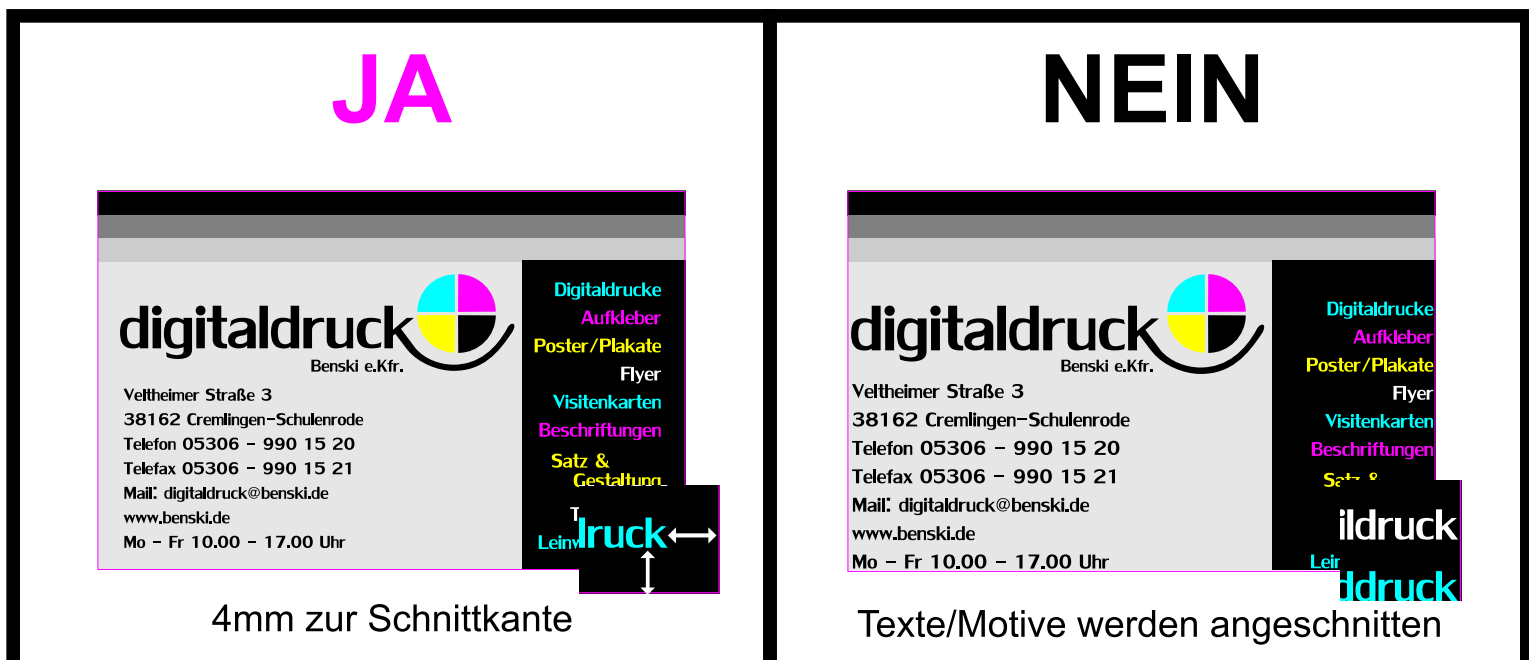 JA
digitaldruck
Benski e.Kfr.
Veltheimer Straße 3
38162 Cremlingen-Schulenrode
Telefon 05306 - 990 15 20
Telefax 05306 - 990 15 21
Mail: digitaldruck@benski.de
www.benski.de
Mo - Fr 10.00 - 17.00 Uhr
Digitaldrucke
Aufkleber
Poster/Plakate
Flyer
Visitenkarten
Beschriftungen
Satz &
Gestaltung
druck
4mm zur Schnittkante
NEIN
digitaldruck
Benski e.Kfr.
Veltheimer Straße 3
38162 Cremlingen-Schulenrode
Telefon 05306 - 990 15 20
Telefax 05306 - 990 15 21
Mail: digitaldruck@benski.de
www.benski.de
Mo - Fr 10.00 - 17.00 Uhr
Digitaldrucke
Aufkleber
Poster/Plakate
Flyer
Visitenkarten
Beschriftungen
Satz &
ildruck
ddruck
Texte/Motive werden angeschnitten